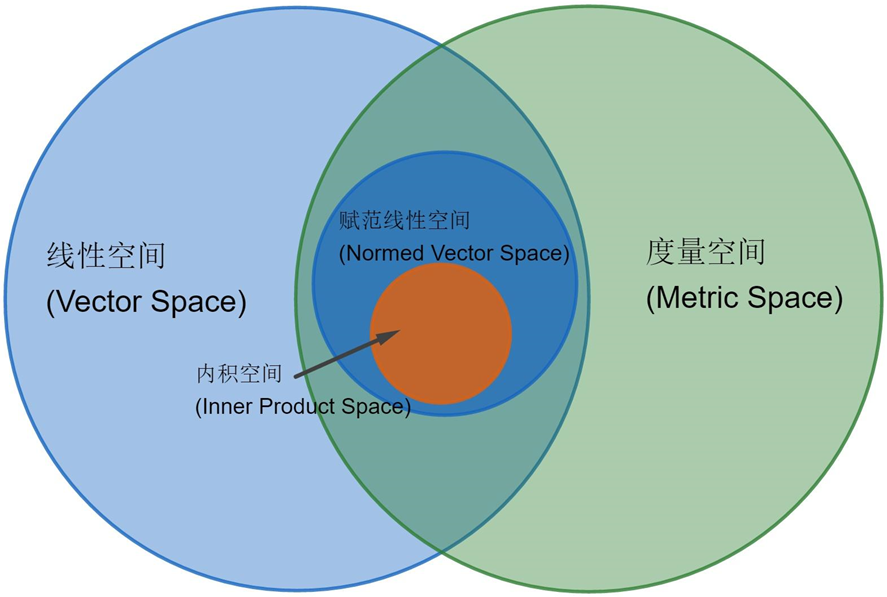 线性空间
(Vector Space)
赋范线性空间
(Normed Vector Space)
内积空间
(Inner Product Space)
度量空间
(Metric Space)